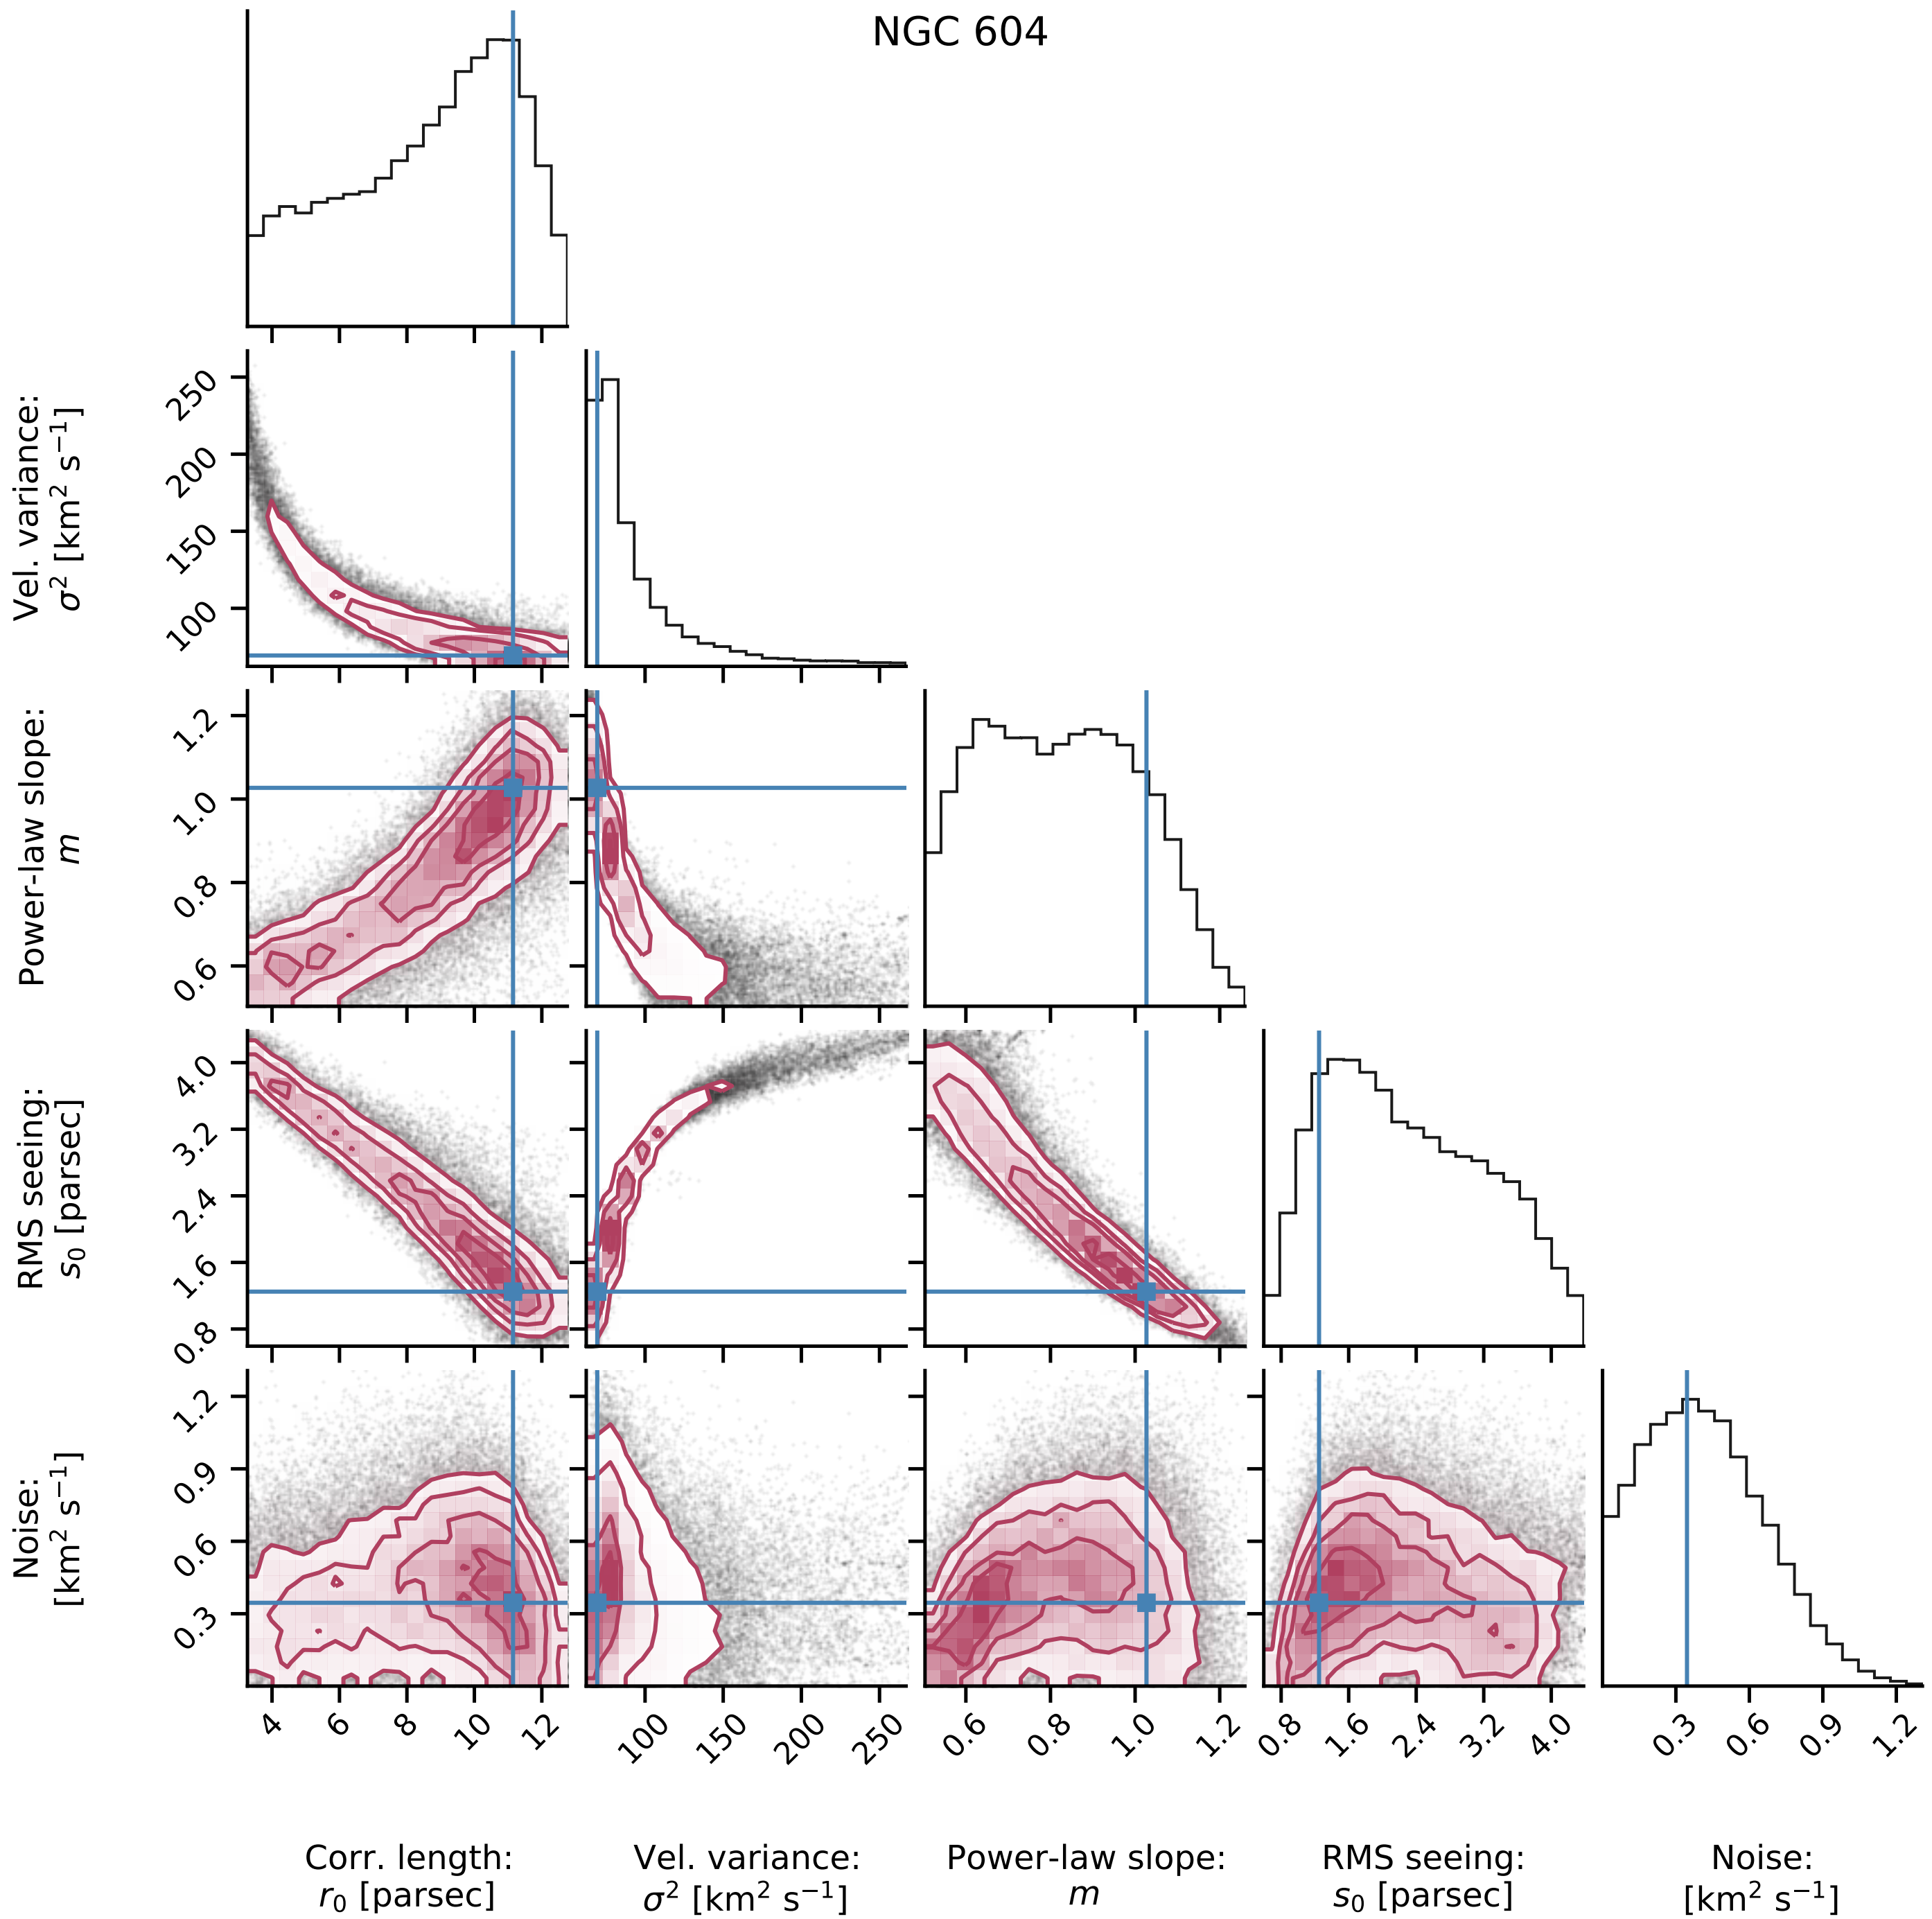 NGC 604
Vel. variance:
σ² [km² s⁻¹]
250
200
150
100
Power-law slope:
m
1.2
1.0
0.8
0.6
RMS seeing:
s₀ [parsec]
4.0
3.2
2.4
1.6
0.8
Noise:
[km² s⁻¹]
1.2
0.9
0.6
0.3
4 6 8 10 12 100 150 200 250 0.6 0.8 1.0 1.2 0.8 1.6 2.4 3.2 4.0 0.3 0.6 0.9 1.2
Corr. length: Vel. variance: Power-law slope: RMS seeing: Noise:
r₀ [parsec] σ² [km² s⁻¹] m s₀ [parsec] [km² s⁻¹]